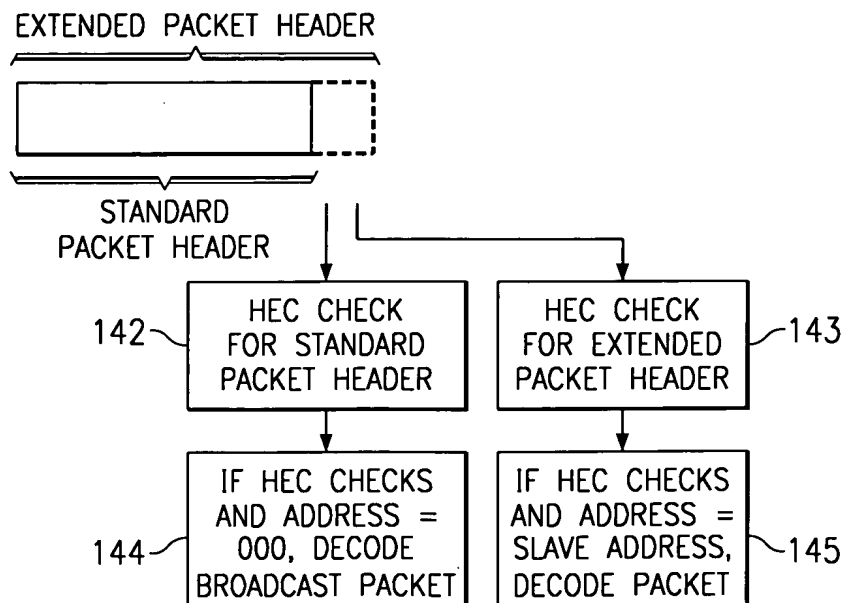 EXTENDED PACKET HEADER
STANDARD
PACKET HEADER
142
HEC CHECK
FOR STANDARD
PACKET HEADER
HEC CHECK
FOR EXTENDED
PACKET HEADER
143
144
IF HEC CHECKS
AND ADDRESS =
000, DECODE
BROADCAST PACKET
IF HEC CHECKS
AND ADDRESS =
SLAVE ADDRESS,
DECODE PACKET
145